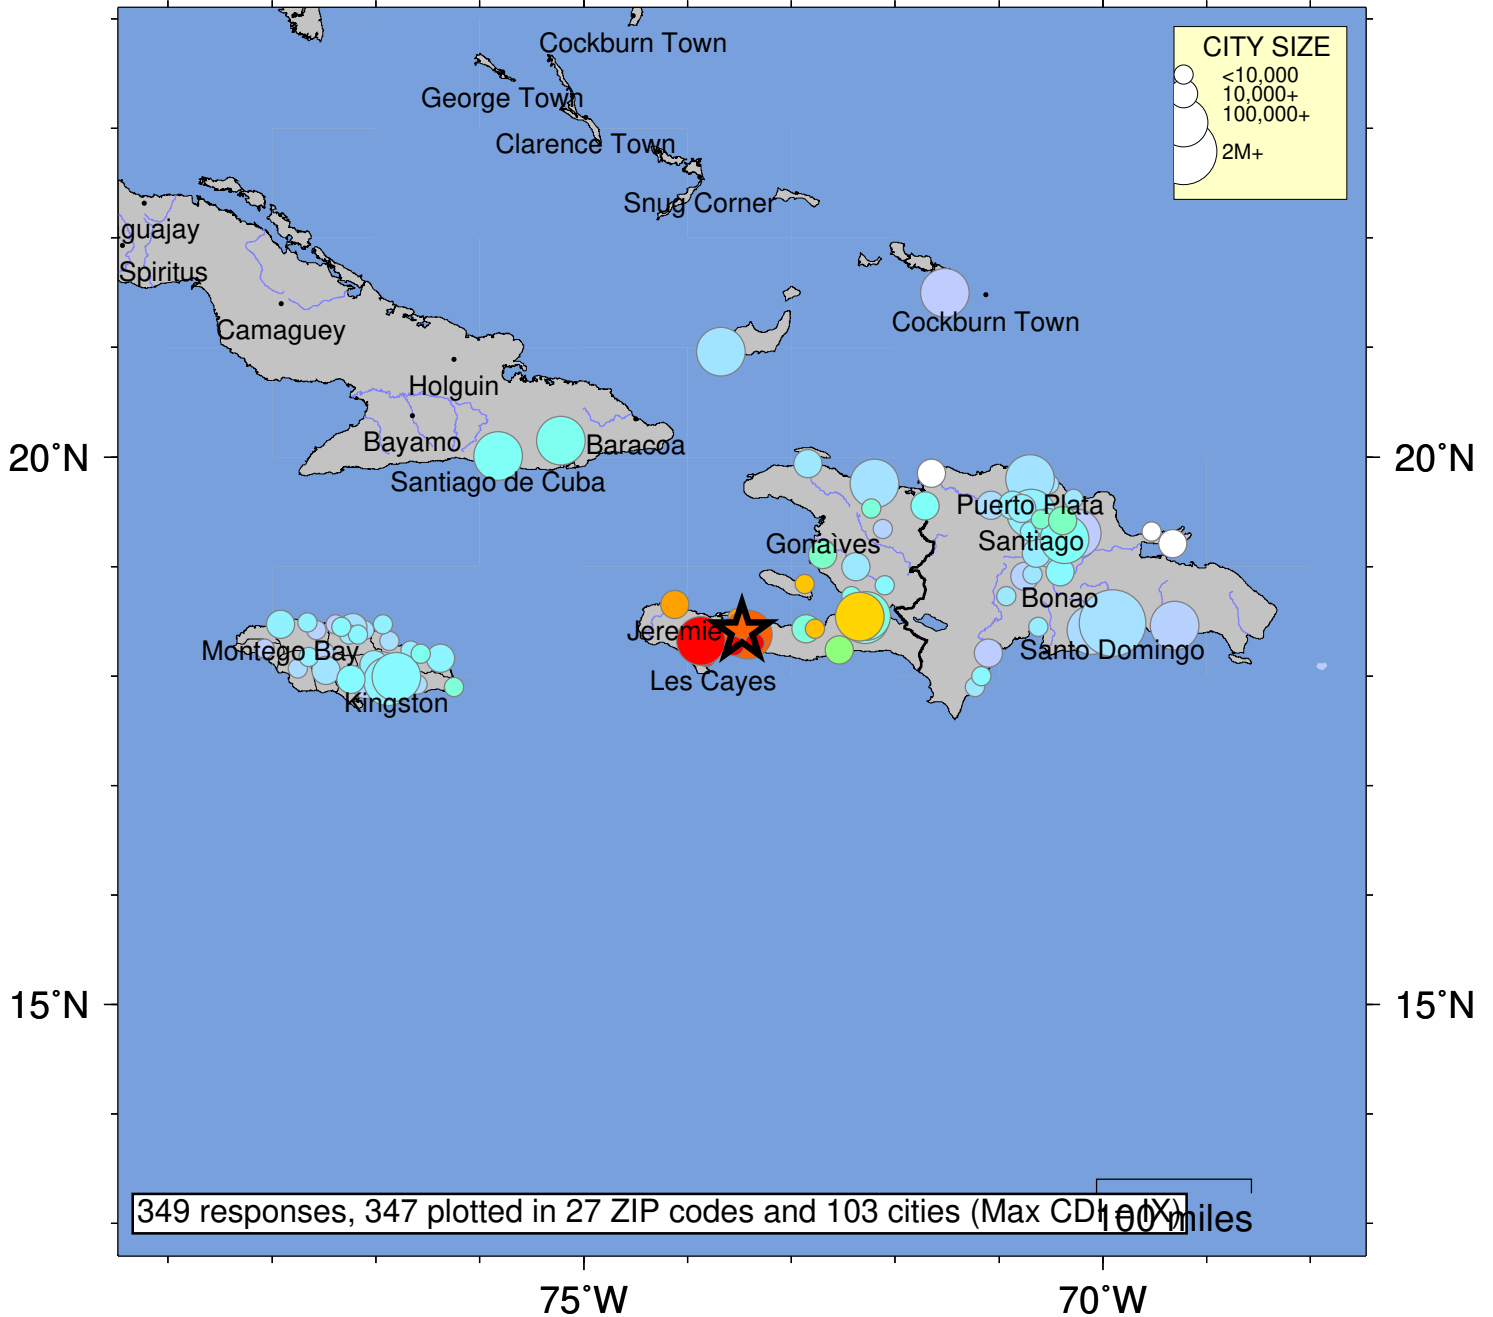 Cockburn Town
CITY SIZE
<10,000
10,000+
100,000+
2M+
George Town
Clarence Town
Snug Corner
guajay
Spiritus
Cockburn Town
Camaguey
Holguin
Bayamo
Baracoa
20°N
20°N
Santiago de Cuba
Puerto Plata
Gonaìves
Santiago
Bonao
Jeremie
Montego Bay
Santo Domingo
Les Cayes
Kingston
15°N
15°N
349 responses, 347 plotted in 27 ZIP codes and 103 cities (Max CDI = IX)
100 miles
75°W
70°W